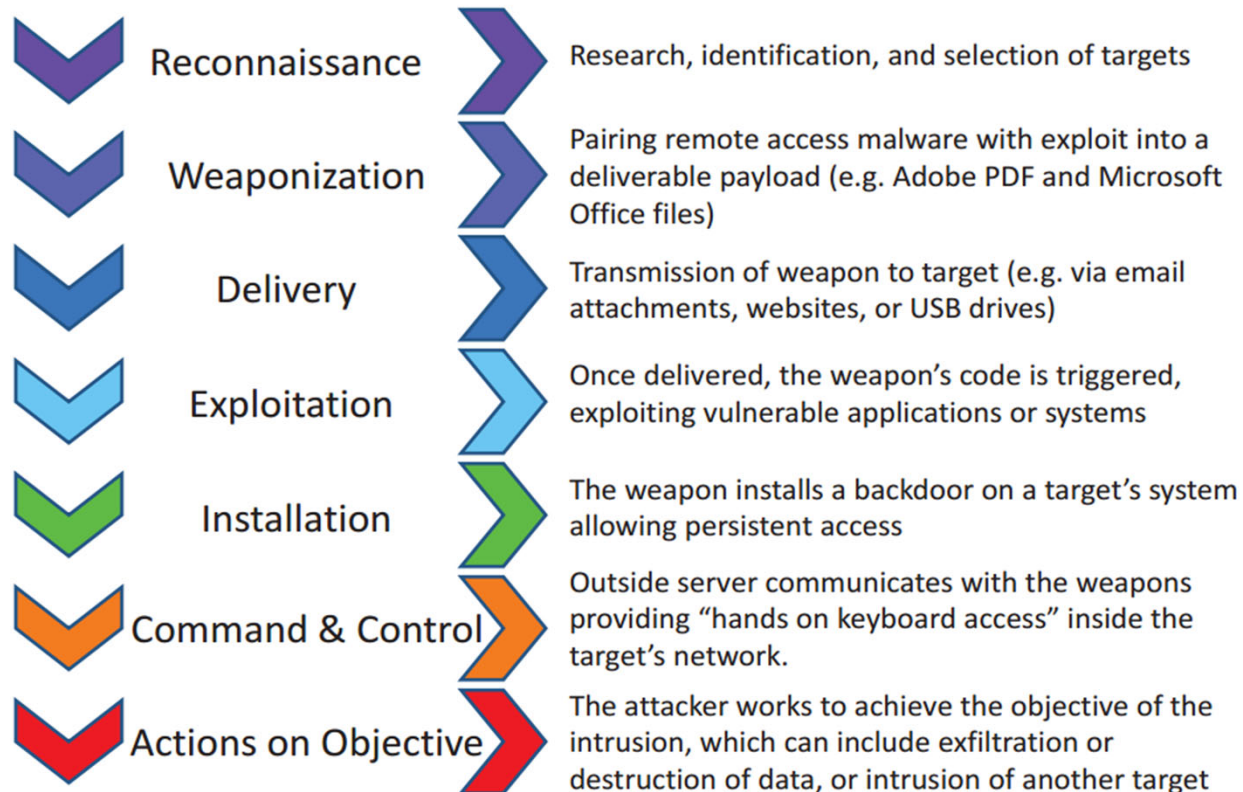 Reconnaissance
Research, identification, and selection of targets
Weaponization
Pairing remote access malware with exploit into a
deliverable payload (e.g. Adobe PDF and Microsoft
Office files)
Delivery
Transmission of weapon to target (e.g. via email
attachments, websites, or USB drives)
Exploitation
Once delivered, the weapon’s code is triggered,
exploiting vulnerable applications or systems
Installation
The weapon installs a backdoor on a target’s system
allowing persistent access
Command & Control
Outside server communicates with the weapons
providing “hands on keyboard access” inside the
target’s network.
Actions on Objective
The attacker works to achieve the objective of the
intrusion, which can include exfiltration or
destruction of data, or intrusion of another target